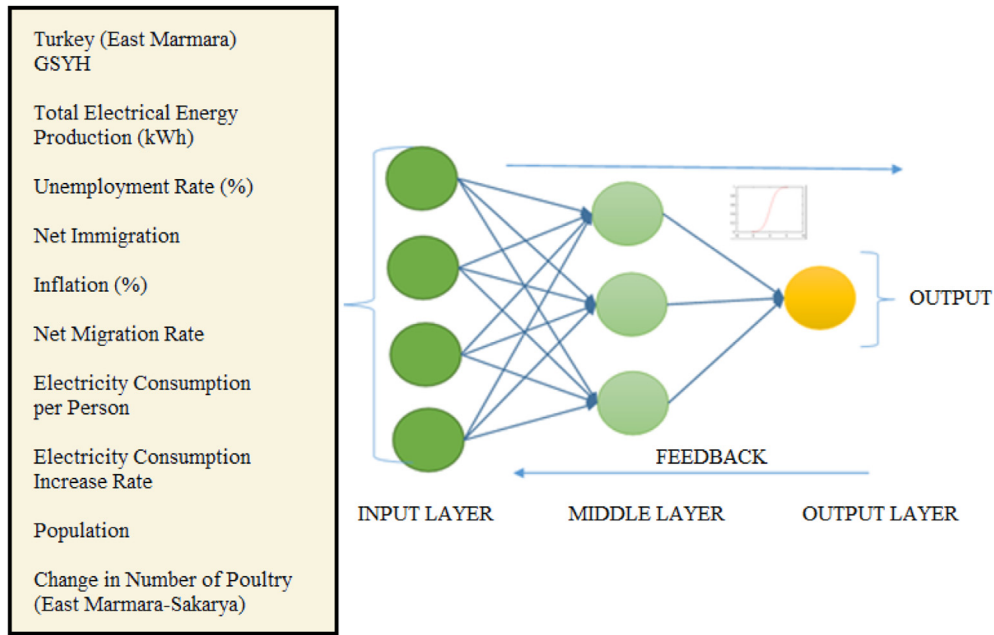 Turkey (East Marmara)
GSYH
Total Electrical Energy
Production (kWh)
Unemployment Rate (%)
Net Immigration
Inflation (%)
Net Migration Rate
Electricity Consumption
per Person
Electricity Consumption
Increase Rate
Population
Change in Number of Poultry
(East Marmara-Sakarya)
OUTPUT
FEEDBACK
INPUT LAYER
MIDDLE LAYER
OUTPUT LAYER